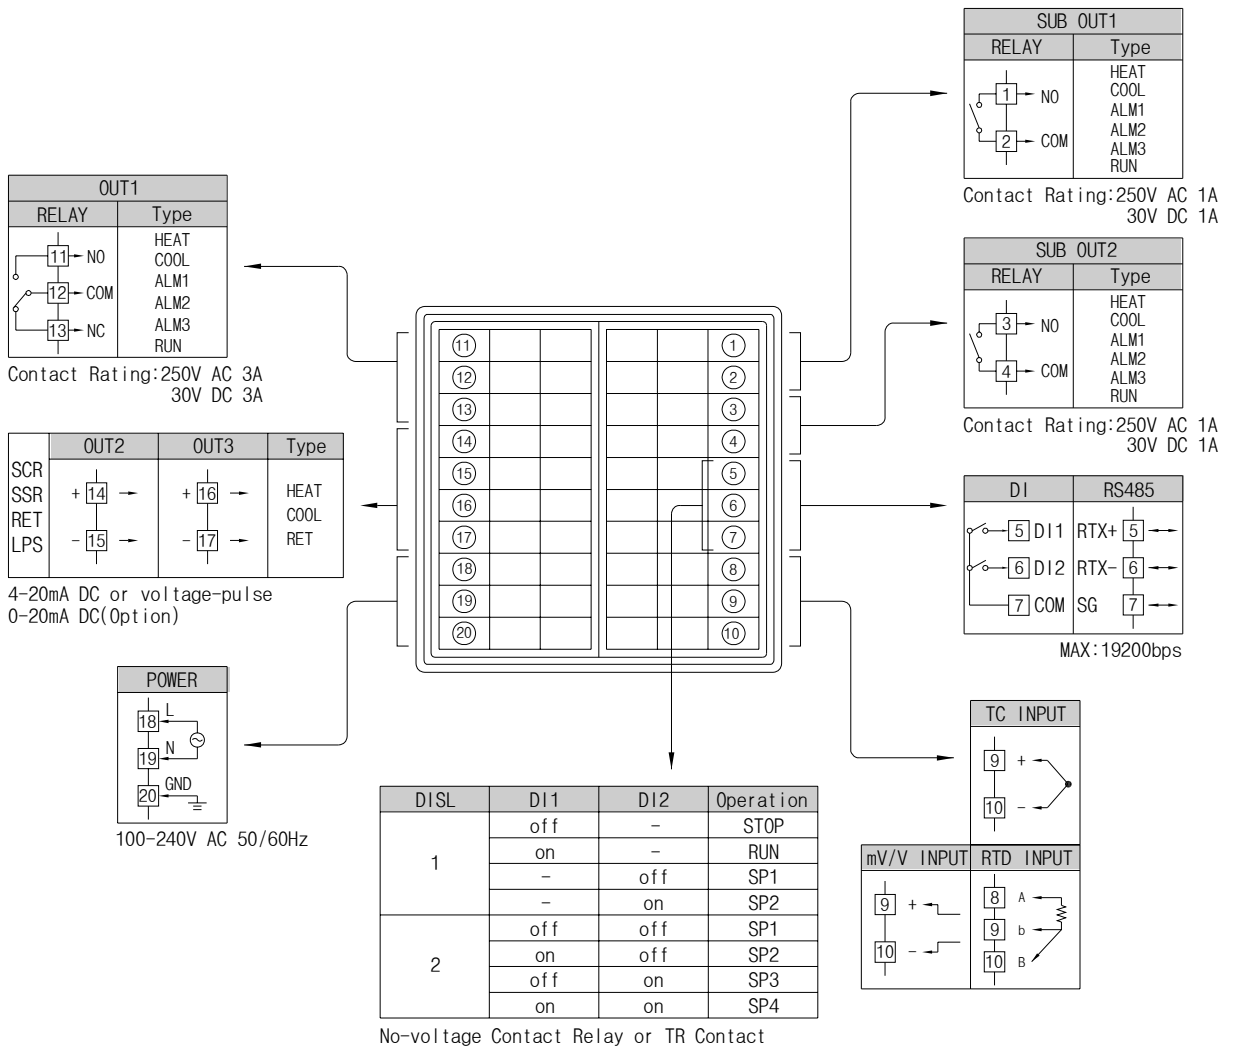 SUB OUT1
RELAY Type
1 NO
2 COM
HEAT
COOL
ALM1
ALM2
ALM3
RUN
Contact Rating:250V AC 1A
30V DC 1A
OUT1
RELAY Type
11 NO
12 COM
13 NC
HEAT
COOL
ALM1
ALM2
ALM3
RUN
Contact Rating:250V AC 3A
30V DC 3A
SUB OUT2
RELAY Type
3 NO
4 COM
HEAT
COOL
ALM1
ALM2
ALM3
RUN
Contact Rating:250V AC 1A
30V DC 1A
11 1
12 2
13 3
14 4
15 5
16 6
17 7
18 8
19 9
20 10
OUT2 OUT3 Type
SCR
SSR
RET
LPS
+ 14 + 16
- 15 - 17
HEAT
COOL
RET
4-20mA DC or voltage-pulse
0-20mA DC(Option)
DI RS485
5 DI1 RTX+ 5
6 DI2 RTX- 6
7 COM SG 7
MAX:19200bps
POWER
18 L
19 N
20 GND
100-240V AC 50/60Hz
TC INPUT
9 +
10 -
mV/V INPUT RTD INPUT
9 +
10 -
8 A
9 b
10 B
DISL DI1 DI2 Operation
1 off - STOP
on - RUN
- off SP1
- on SP2
2 off off SP1
on off SP2
off on SP3
on on SP4
No-voltage Contact Relay or TR Contact